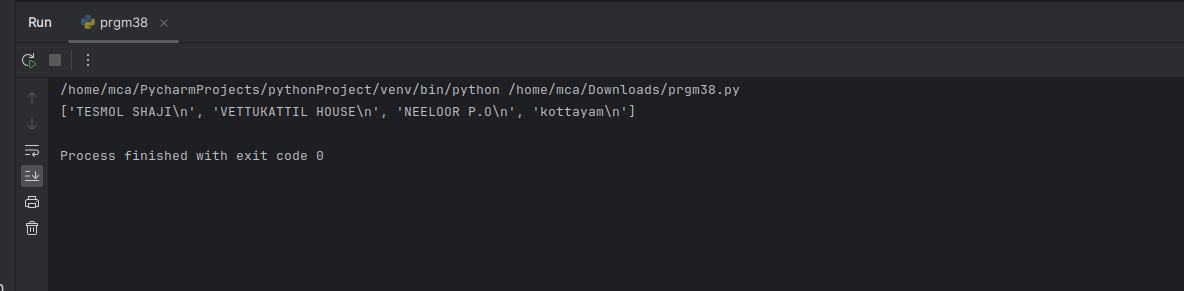 Run prgm38
/home/mca/PycharmProjects/pythonProject/venv/bin/python /home/mca/Downloads/prgm38.py
['TESMOL SHAJI\n', 'VETTUKATTIL HOUSE\n', 'NEELOOR P.O\n', 'kottayam\n']
Process finished with exit code 0